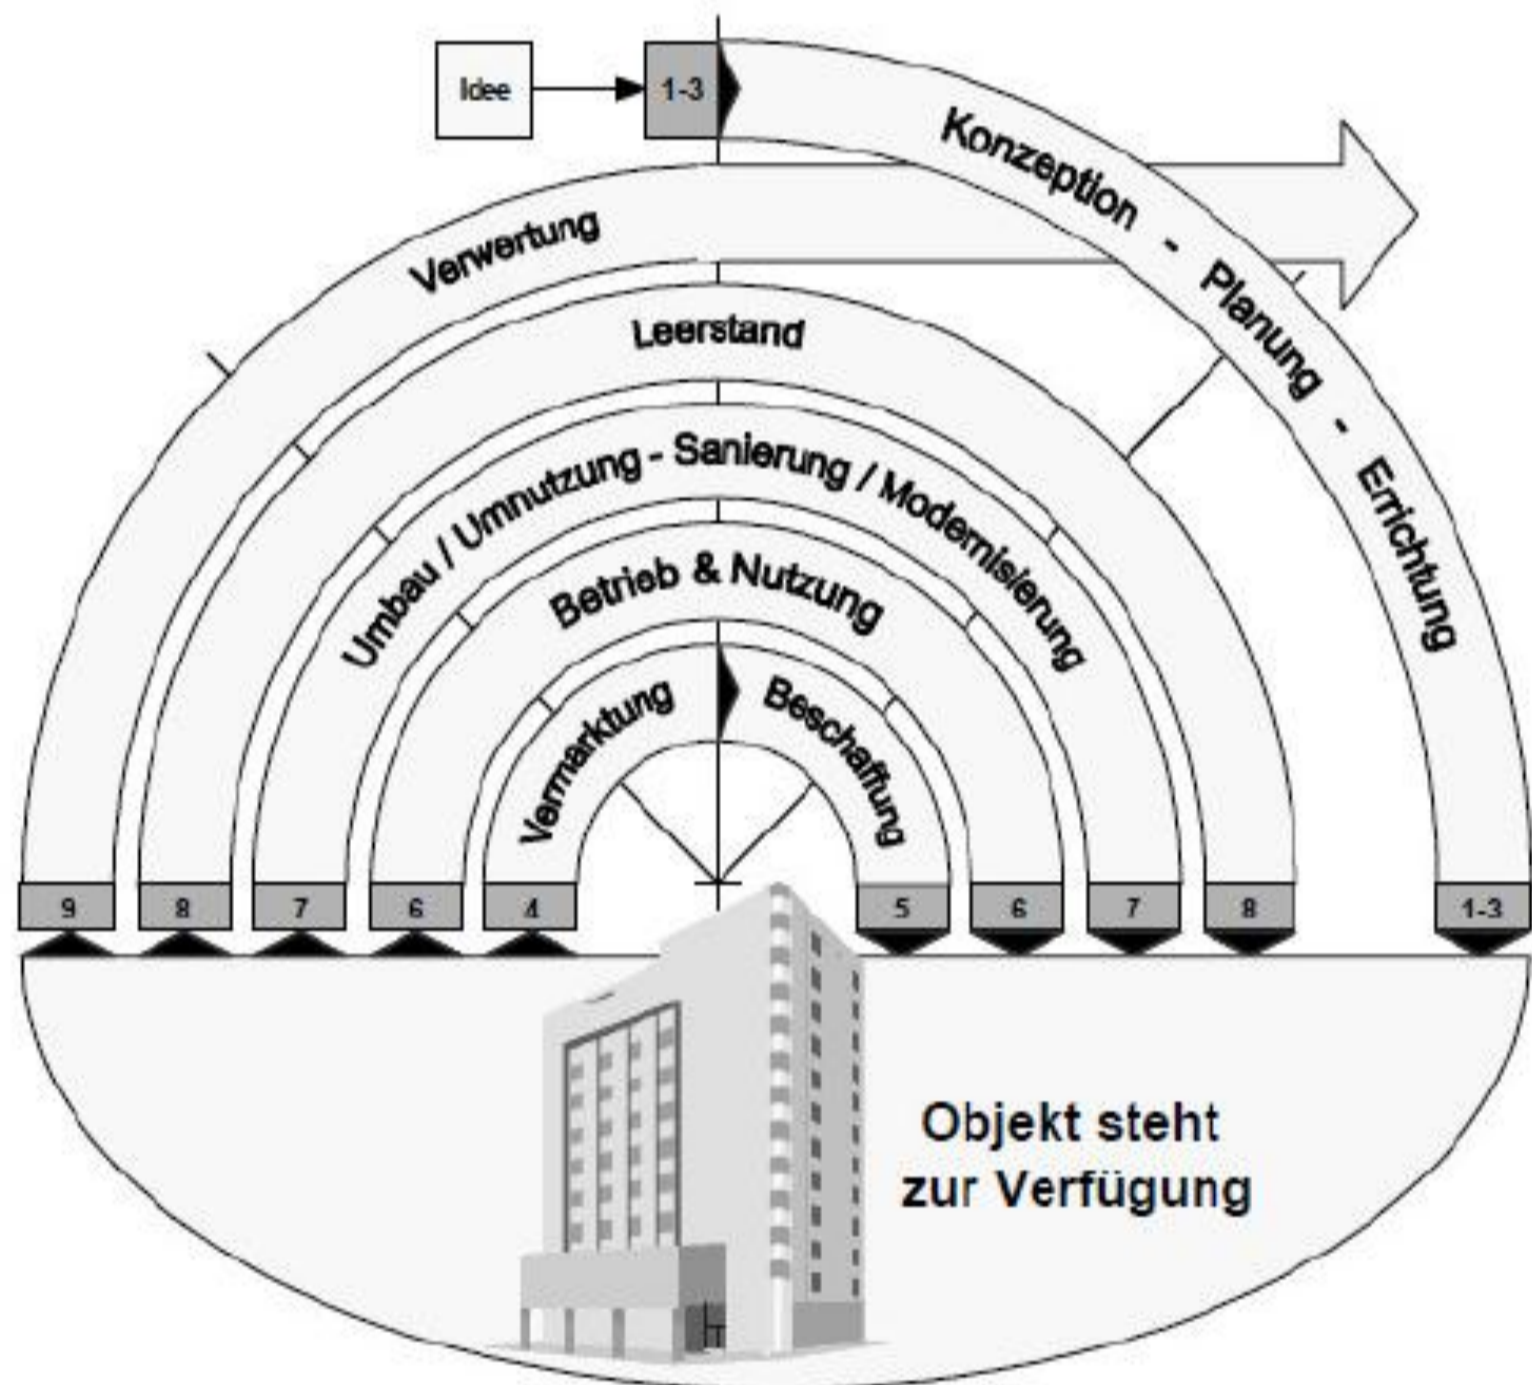 Idee
1-3
Konzeption - Planung - Errichtung
Verwertung
Leerstand
Umbau / Umnutzung - Sanierung / Modernisierung
Betrieb & Nutzung
Vermarktung
Beschaffung
9 8 7 6 4 5 6 7 8 1-3
Objekt steht
zur Verfügung